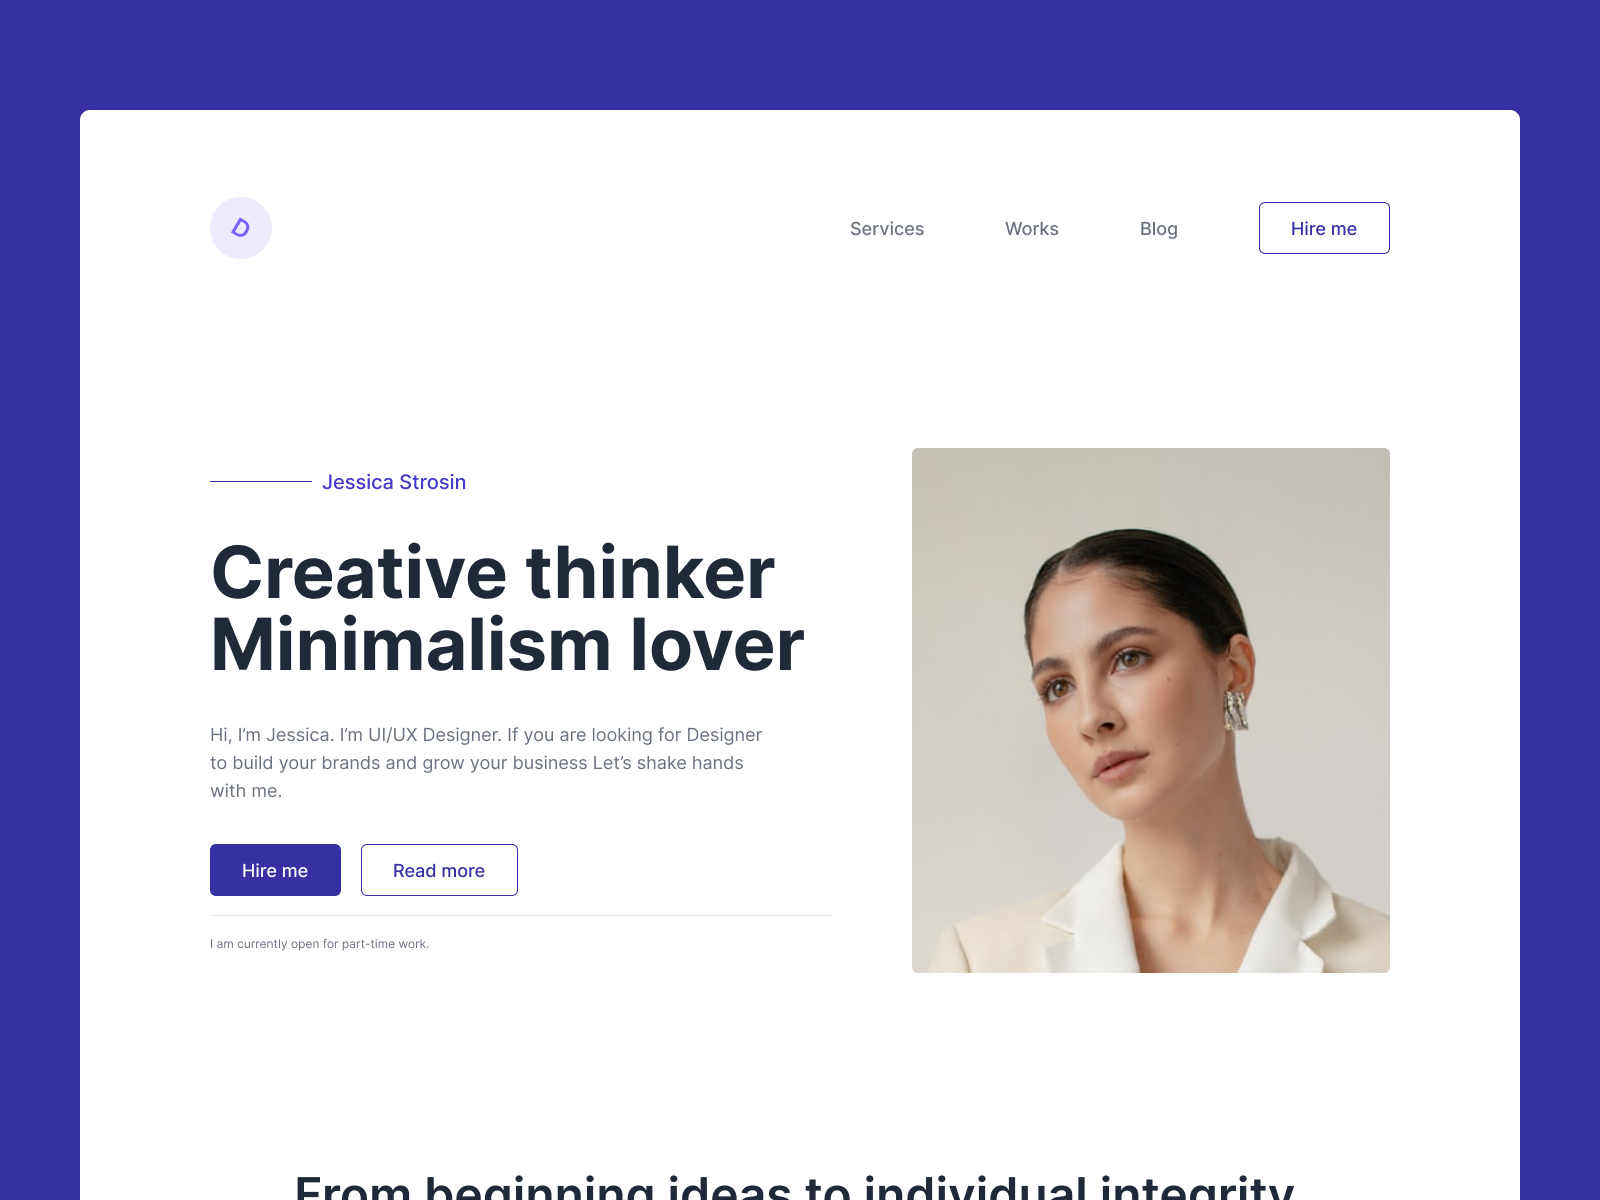 D
Services Works Blog Hire me
Jessica Strosin
Creative thinker
Minimalism lover
Hi, I’m Jessica. I’m UI/UX Designer. If you are looking for Designer
to build your brands and grow your business Let’s shake hands
with me.
Hire me Read more
I am currently open for part-time work.
From beginning ideas to individual integrity